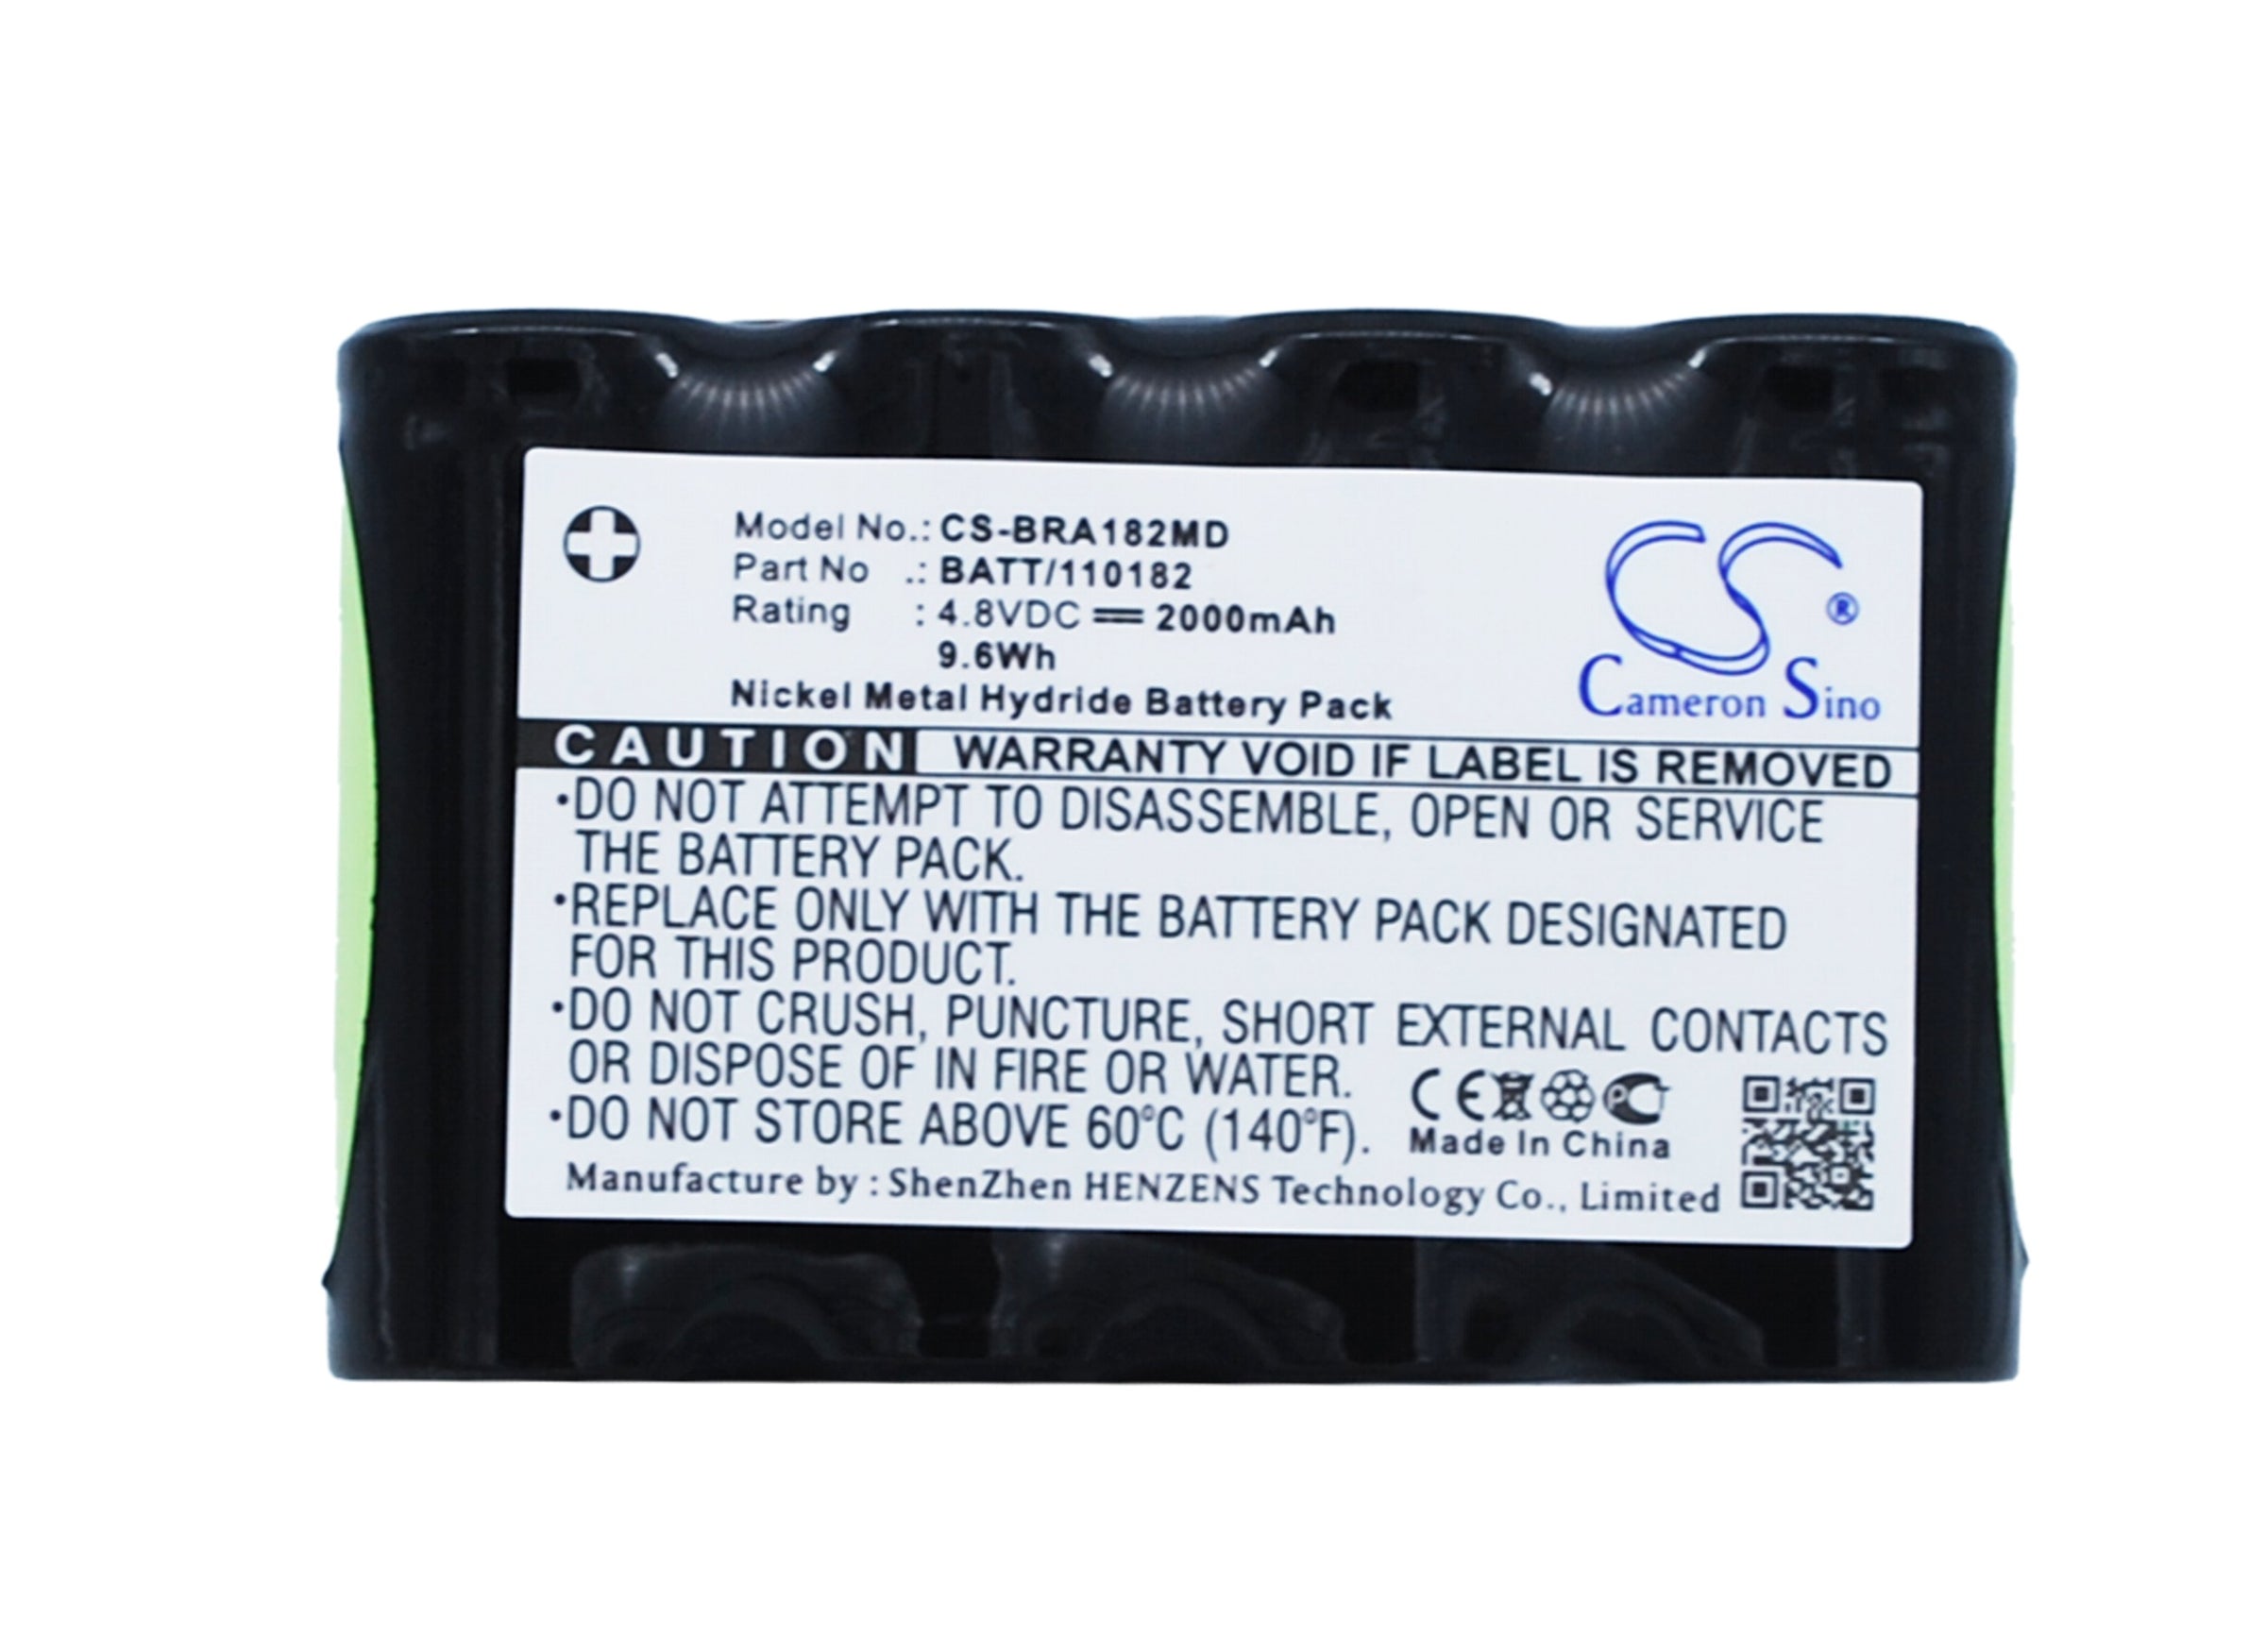 Model No.: CS-BRA182MD
Part No .: BATT/110182
Rating : 4.8VDC 2000mAh
9.6Wh
Nickel Metal Hydride Battery Pack
CS®
Cameron Sino
CAUTION WARRANTY VOID IF LABEL IS REMOVED
•DO NOT ATTEMPT TO DISASSEMBLE, OPEN OR SERVICE
THE BATTERY PACK.
•REPLACE ONLY WITH THE BATTERY PACK DESIGNATED
FOR THIS PRODUCT.
•DO NOT CRUSH, PUNCTURE, SHORT EXTERNAL CONTACTS
OR DISPOSE OF IN FIRE OR WATER.
CE PC
•DO NOT STORE ABOVE 60°C (140°F).
Made In China
Manufacture by : ShenZhen HENZENS Technology Co., Limited